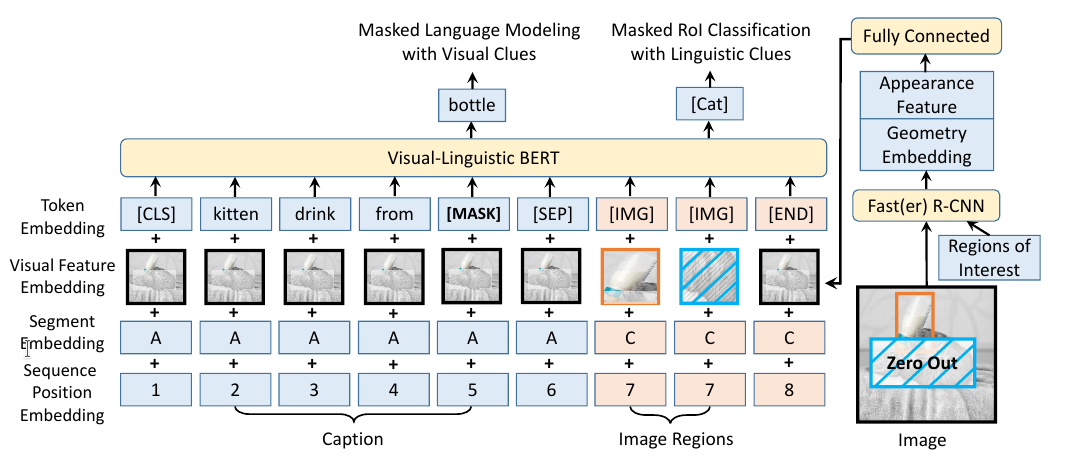 Masked Language Modeling
with Visual Clues
Masked RoI Classification
with Linguistic Clues
Fully Connected
bottle
[Cat]
Appearance
Feature
Geometry
Embedding
Visual-Linguistic BERT
Fast(er) R-CNN
Regions of
Interest
Token
Embedding
[CLS] kitten drink from [MASK] [SEP] [IMG] [IMG] [END]
+ + + + + + + + +
Visual Feature
Embedding
+ + + + + + + + +
Segment
Embedding
A A A A A A C C C
+ + + + + + + + +
Sequence
Position
Embedding
1 2 3 4 5 6 7 7 8
Caption
Image Regions
Zero Out
Image